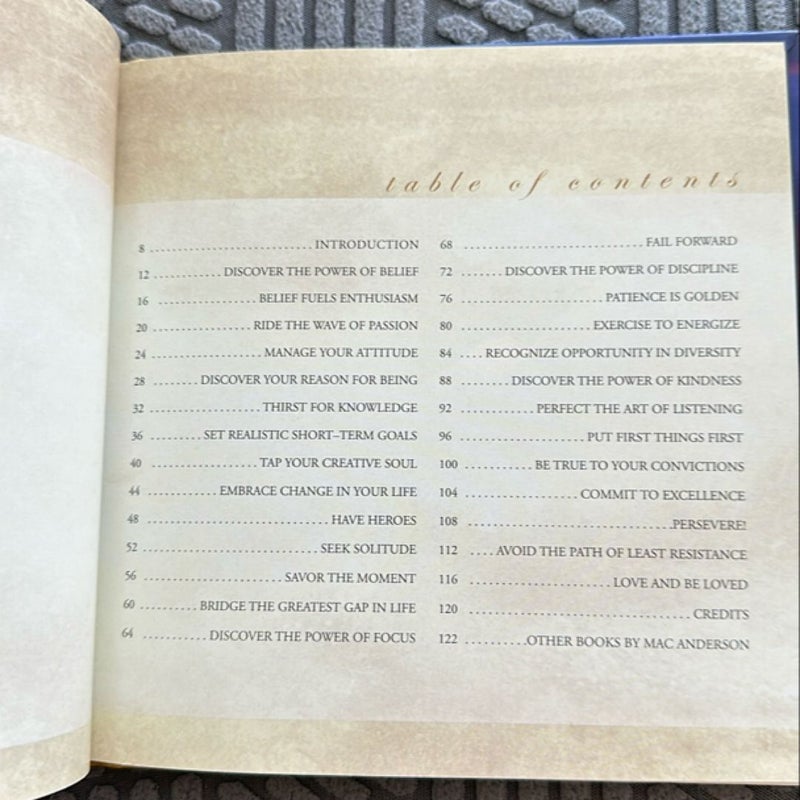 table of contents
8 .......................... INTRODUCTION
12 ........... DISCOVER THE POWER OF BELIEF
16 ................ BELIEF FUELS ENTHUSIASM
20 ................ RIDE THE WAVE OF PASSION
24 .................. MANAGE YOUR ATTITUDE
28 ........ DISCOVER YOUR REASON FOR BEING
32 .................. THIRST FOR KNOWLEDGE
36 ......... SET REALISTIC SHORT–TERM GOALS
40 .................. TAP YOUR CREATIVE SOUL
44 ............ EMBRACE CHANGE IN YOUR LIFE
48 ............................. HAVE HEROES
52 ............................ SEEK SOLITUDE
56 ....................... SAVOR THE MOMENT
60 .......... BRIDGE THE GREATEST GAP IN LIFE
64 .......... DISCOVER THE POWER OF FOCUS
68 ............................. FAIL FORWARD
72 ....... DISCOVER THE POWER OF DISCIPLINE
76 ....................... PATIENCE IS GOLDEN
80 ..................... EXERCISE TO ENERGIZE
84 .... RECOGNIZE OPPORTUNITY IN DIVERSITY
88 ........ DISCOVER THE POWER OF KINDNESS
92 ............ PERFECT THE ART OF LISTENING
96 ................... PUT FIRST THINGS FIRST
100 ........... BE TRUE TO YOUR CONVICTIONS
104 .................. COMMIT TO EXCELLENCE
108 .................................PERSEVERE!
112 .... AVOID THE PATH OF LEAST RESISTANCE
116 ....................... LOVE AND BE LOVED
120 .................................... CREDITS
122 ..........OTHER BOOKS BY MAC ANDERSON